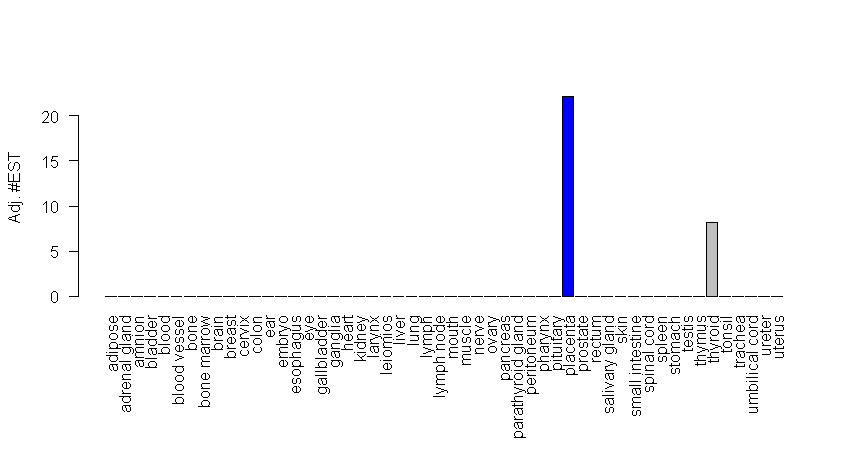 Adj. #EST
20
15
10
5
0
adipose
adrenal gland
amnion
bladder
blood
blood vessel
bone
bone marrow
brain
breast
cervix
colon
ear
embryo
esophagus
eye
gallbladder
ganglia
heart
kidney
larynx
leiomios
liver
lung
lymph
lymph node
mouth
muscle
nerve
ovary
pancreas
parathyroid gland
peritoneum
pharynx
pituitary
placenta
prostate
rectum
salivary gland
skin
small intestine
spinal cord
spleen
stomach
testis
thymus
thyroid
tonsil
trachea
umbilical cord
ureter
uterus